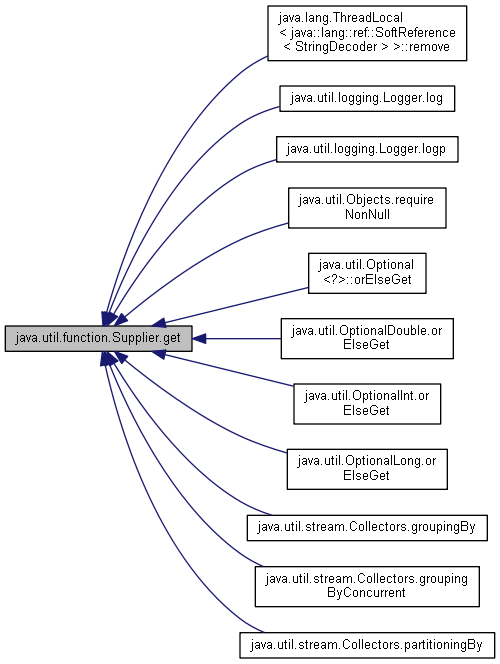 java.lang.ThreadLocal
< java::lang::ref::SoftReference
< StringDecoder > >::remove
java.util.logging.Logger.log
java.util.logging.Logger.logp
java.util.Objects.require
NonNull
java.util.Optional
<?>::orElseGet
java.util.function.Supplier.get
java.util.OptionalDouble.or
ElseGet
java.util.OptionalInt.or
ElseGet
java.util.OptionalLong.or
ElseGet
java.util.stream.Collectors.groupingBy
java.util.stream.Collectors.grouping
ByConcurrent
java.util.stream.Collectors.partitioningBy